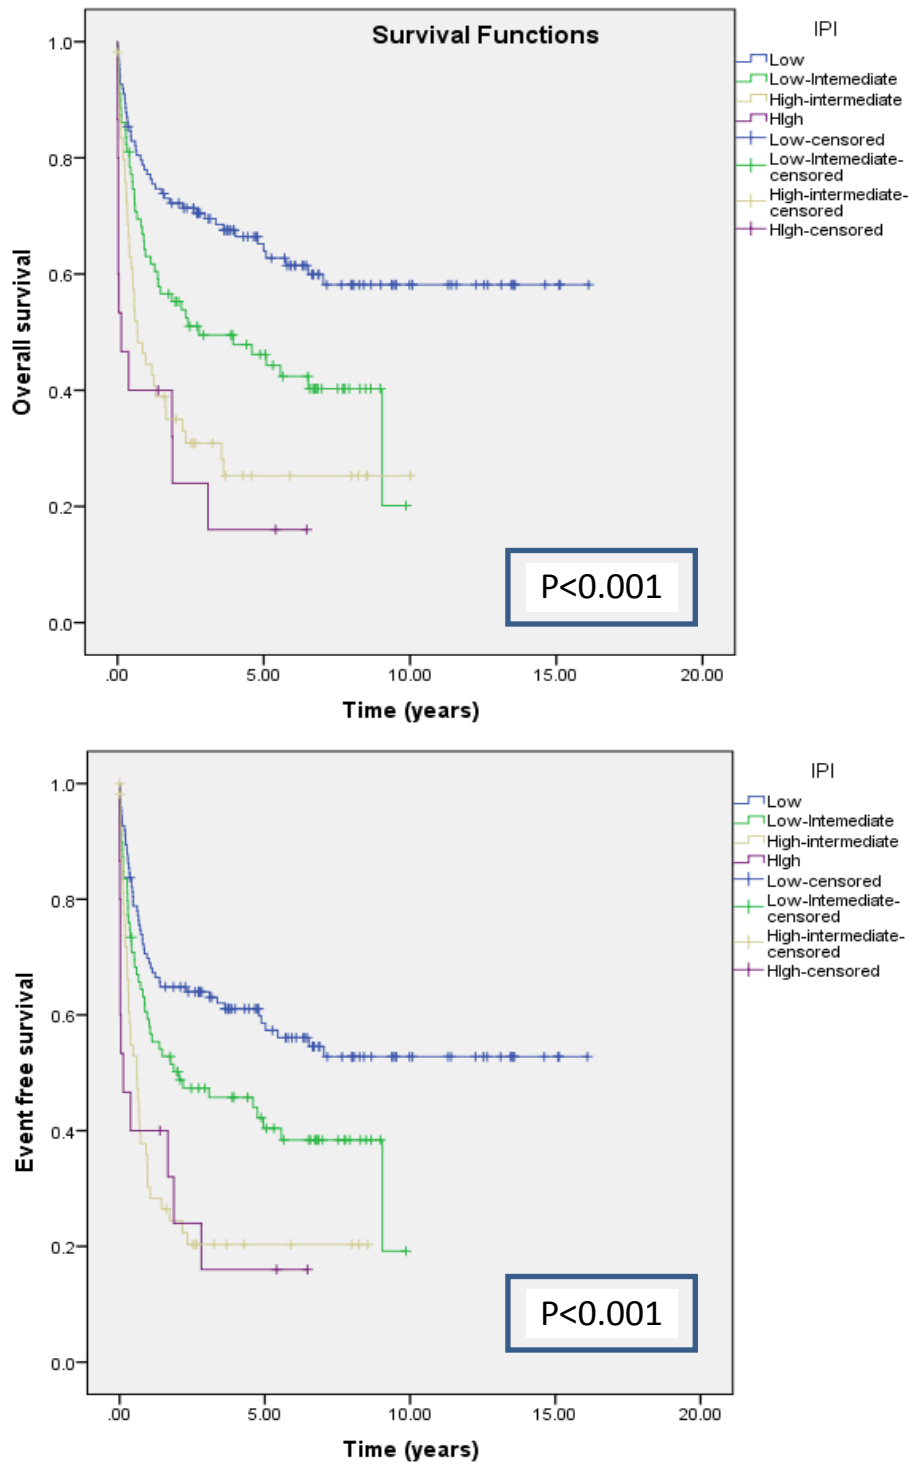 Survival Functions
IPI
Low
Low-Intemediate
High-intermediate
HIgh
Low-censored
Low-Intemediate-
censored
High-intermediate-
censored
HIgh-censored
1.0
0.8
0.6
0.4
0.2
0.0
Overall survival
P<0.001
.00
5.00
10.00
15.00
20.00
Time (years)
IPI
Low
Low-Intemediate
High-intermediate
HIgh
Low-censored
Low-Intemediate-
censored
High-intermediate-
censored
HIgh-censored
1.0
0.8
0.6
0.4
0.2
0.0
Event free survival
P<0.001
.00
5.00
10.00
15.00
20.00
Time (years)